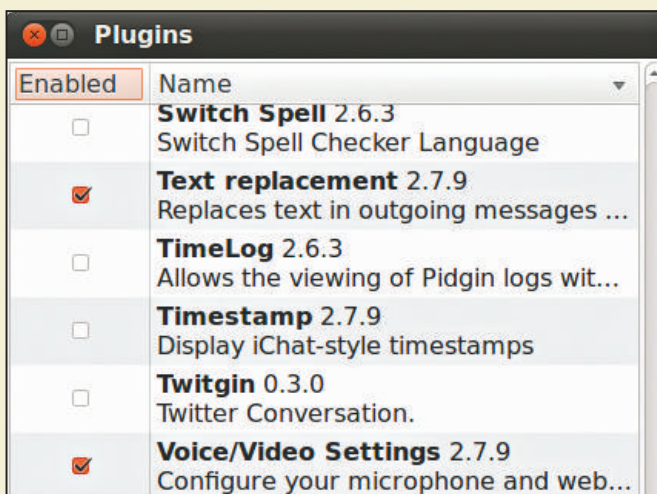 Plugins
Enabled Name
Switch Spell 2.6.3
Switch Spell Checker Language
Text replacement 2.7.9
Replaces text in outgoing messages ...
TimeLog 2.6.3
Allows the viewing of Pidgin logs wit...
Timestamp 2.7.9
Display iChat-style timestamps
Twitgin 0.3.0
Twitter Conversation.
Voice/Video Settings 2.7.9
Configure your microphone and web...